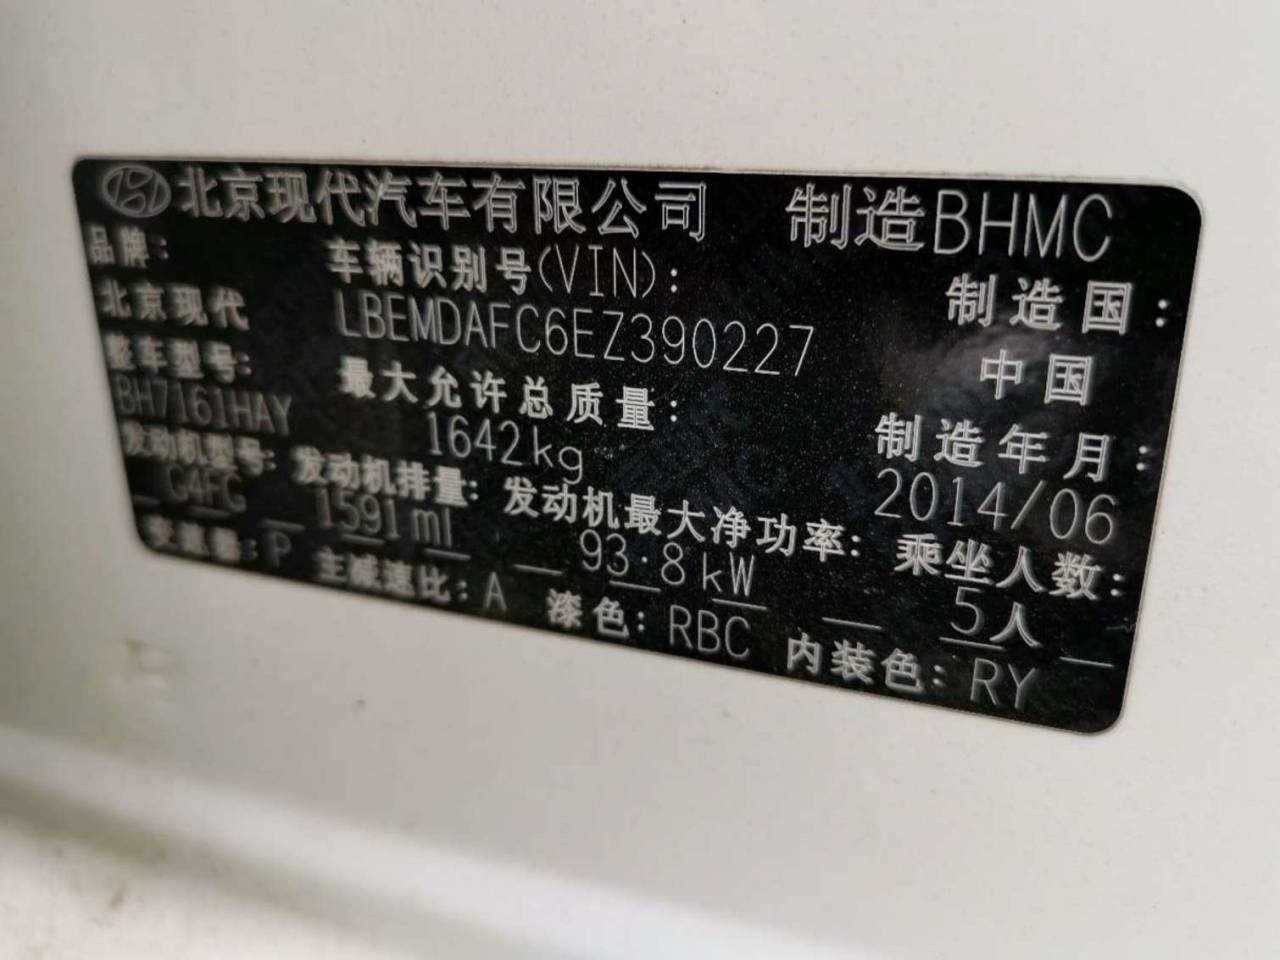 北京现代汽车有限公司 制造BHMC
品牌: 车辆识别号(VIN): 制造国:
北京现代 LBEMDAFC6EZ390227 中国
整车型号: 最大允许总质量: 制造年月:
BH7161HAY 1642kg 2014/06
发动机型号: 发动机排量: 发动机最大净功率: 乘坐人数:
G4FG 1591ml 93.8kW 5人
变速器:P 主减速比:A 漆色:RBC 内装色:RY